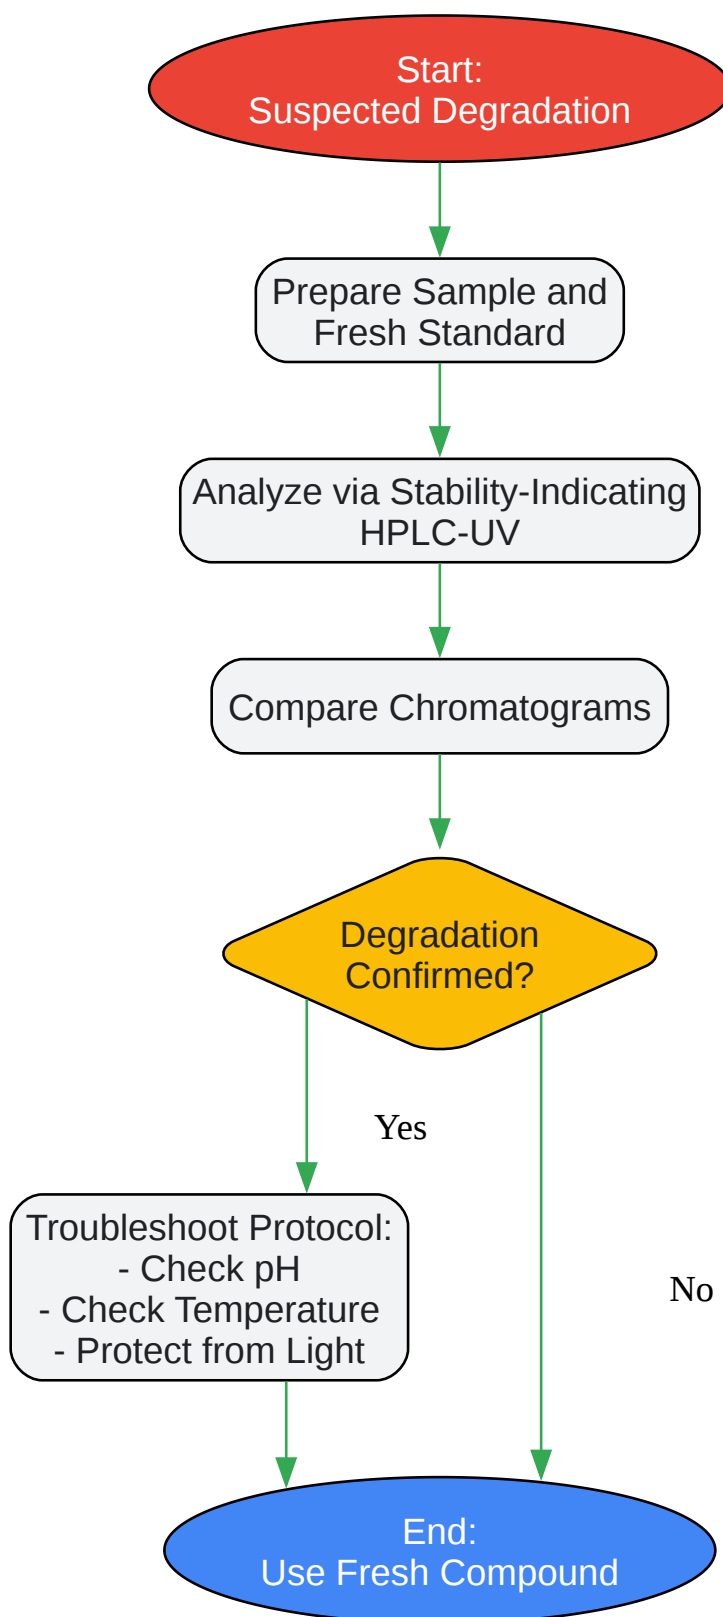 Start:
Suspected Degradation
Prepare Sample and
Fresh Standard
Analyze via Stability-Indicating
HPLC-UV
Compare Chromatograms
Degradation
Confirmed?
Yes
Troubleshoot Protocol:
- Check pH
- Check Temperature
- Protect from Light
No
End:
Use Fresh Compound